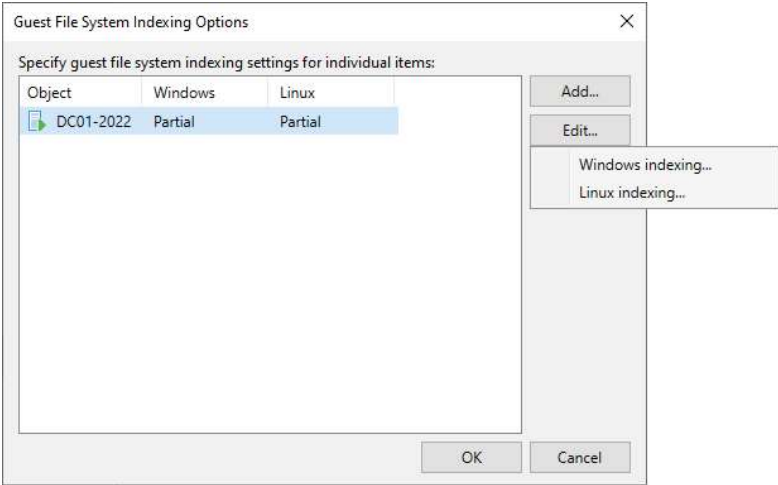 Guest File System Indexing Options
Specify guest file system indexing settings for individual items:
Object Windows Linux
DC01-2022 Partial Partial
Add...
Edit...
Windows indexing...
Linux indexing...
OK Cancel